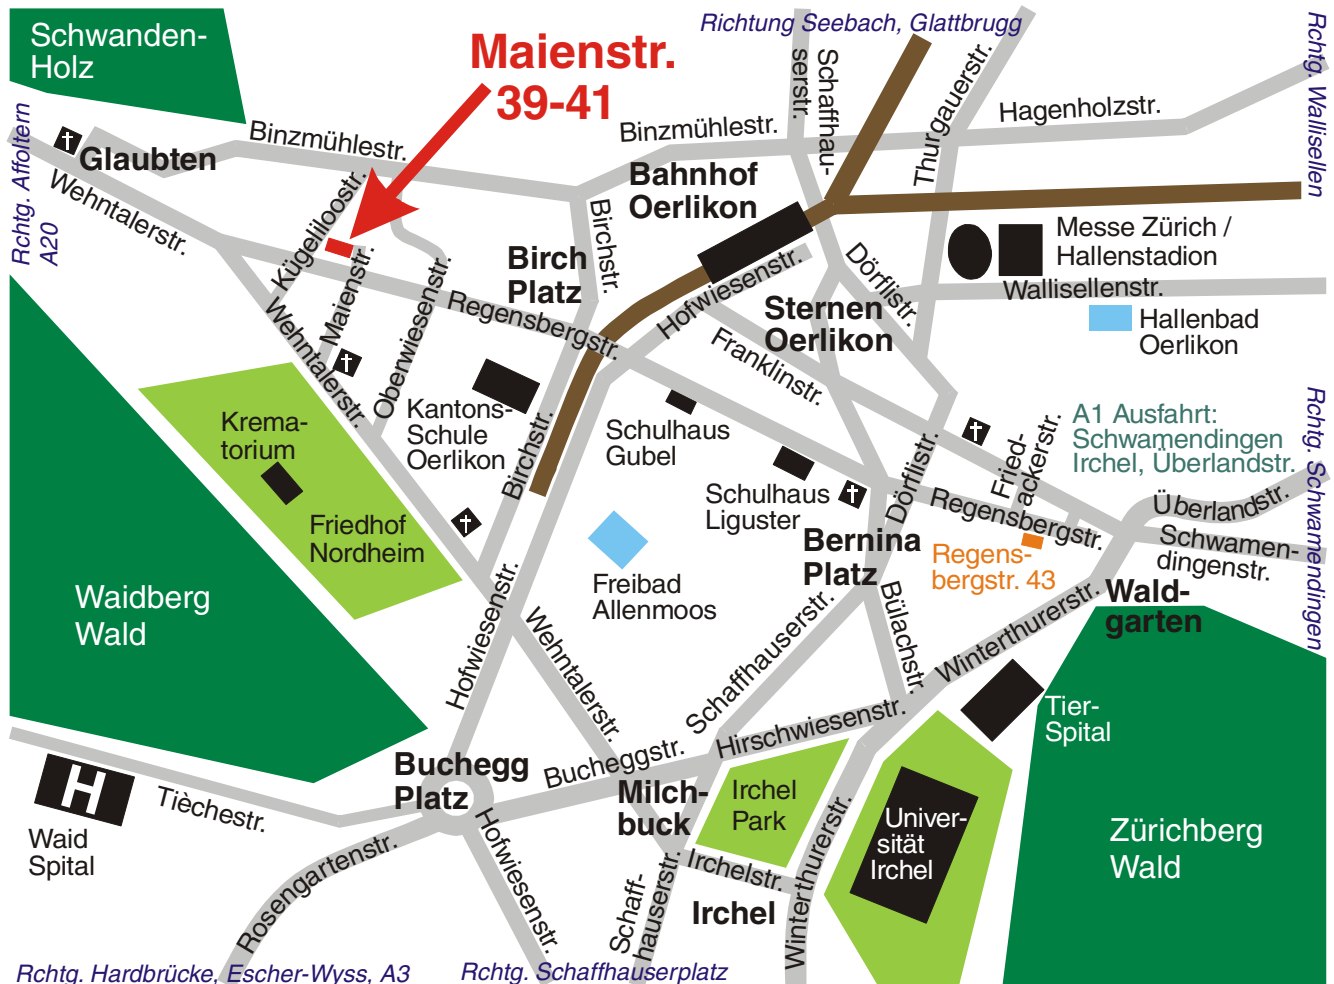 Schwanden-
Holz
Maienstr.
39-41
Richtung Seebach, Glattbrugg
Rchtg. Wallisellen
Rchtg. Affoltern
A20
Glaubten
Wehntalerstr.
Binzmühlestr.
Binzmühlestr.
Schaffhau-
serstr.
Thurgauerstr.
Hagenholzstr.
Kügeliloostr.
Maienstr.
Oberwiesenstr.
Birchstr.
Bahnhof
Oerlikon
Birch
Platz
Regensbergstr.
Hofwiesenstr.
Dörflistr.
Messe Zürich /
Hallenstadion
Wallisellenstr.
Hallenbad
Oerlikon
Sternen
Oerlikon
Franklinstr.
Wehntalerstr.
Krema-
torium
Friedhof
Nordheim
Kantons-
Schule
Oerlikon
Birchstr.
Schulhaus
Gubel
Schulhaus
Liguster
Dörflistr.
Fried-
ackerstr.
A1 Ausfahrt:
Schwamendingen
Irchel, Überlandstr.
Rchtg. Schwamendingen
Überlandstr.
Schwamen-
dingenstr.
Regensbergstr.
Regens-
bergstr. 43
Bernina
Platz
Freibad
Allenmoos
Waidberg
Wald
Hofwiesenstr.
Wehntalerstr.
Schaffhauserstr.
Bülachstr.
Winterthurerstr.
Wald-
garten
Tier-
Spital
Hirschwiesenstr.
Bucheggstr.
Buchegg
Platz
Milch-
buck
Irchel
Park
Univer-
sität
Irchel
Zürichberg
Wald
H
Waid
Spital
Tièchestr.
Rosengartenstr.
Hofwiesenstr.
Schaff-
hauserstr.
Irchelstr.
Irchel
Winterthurerstr.
Rchtg. Hardbrücke, Escher-Wyss, A3
Rchtg. Schaffhauserplatz